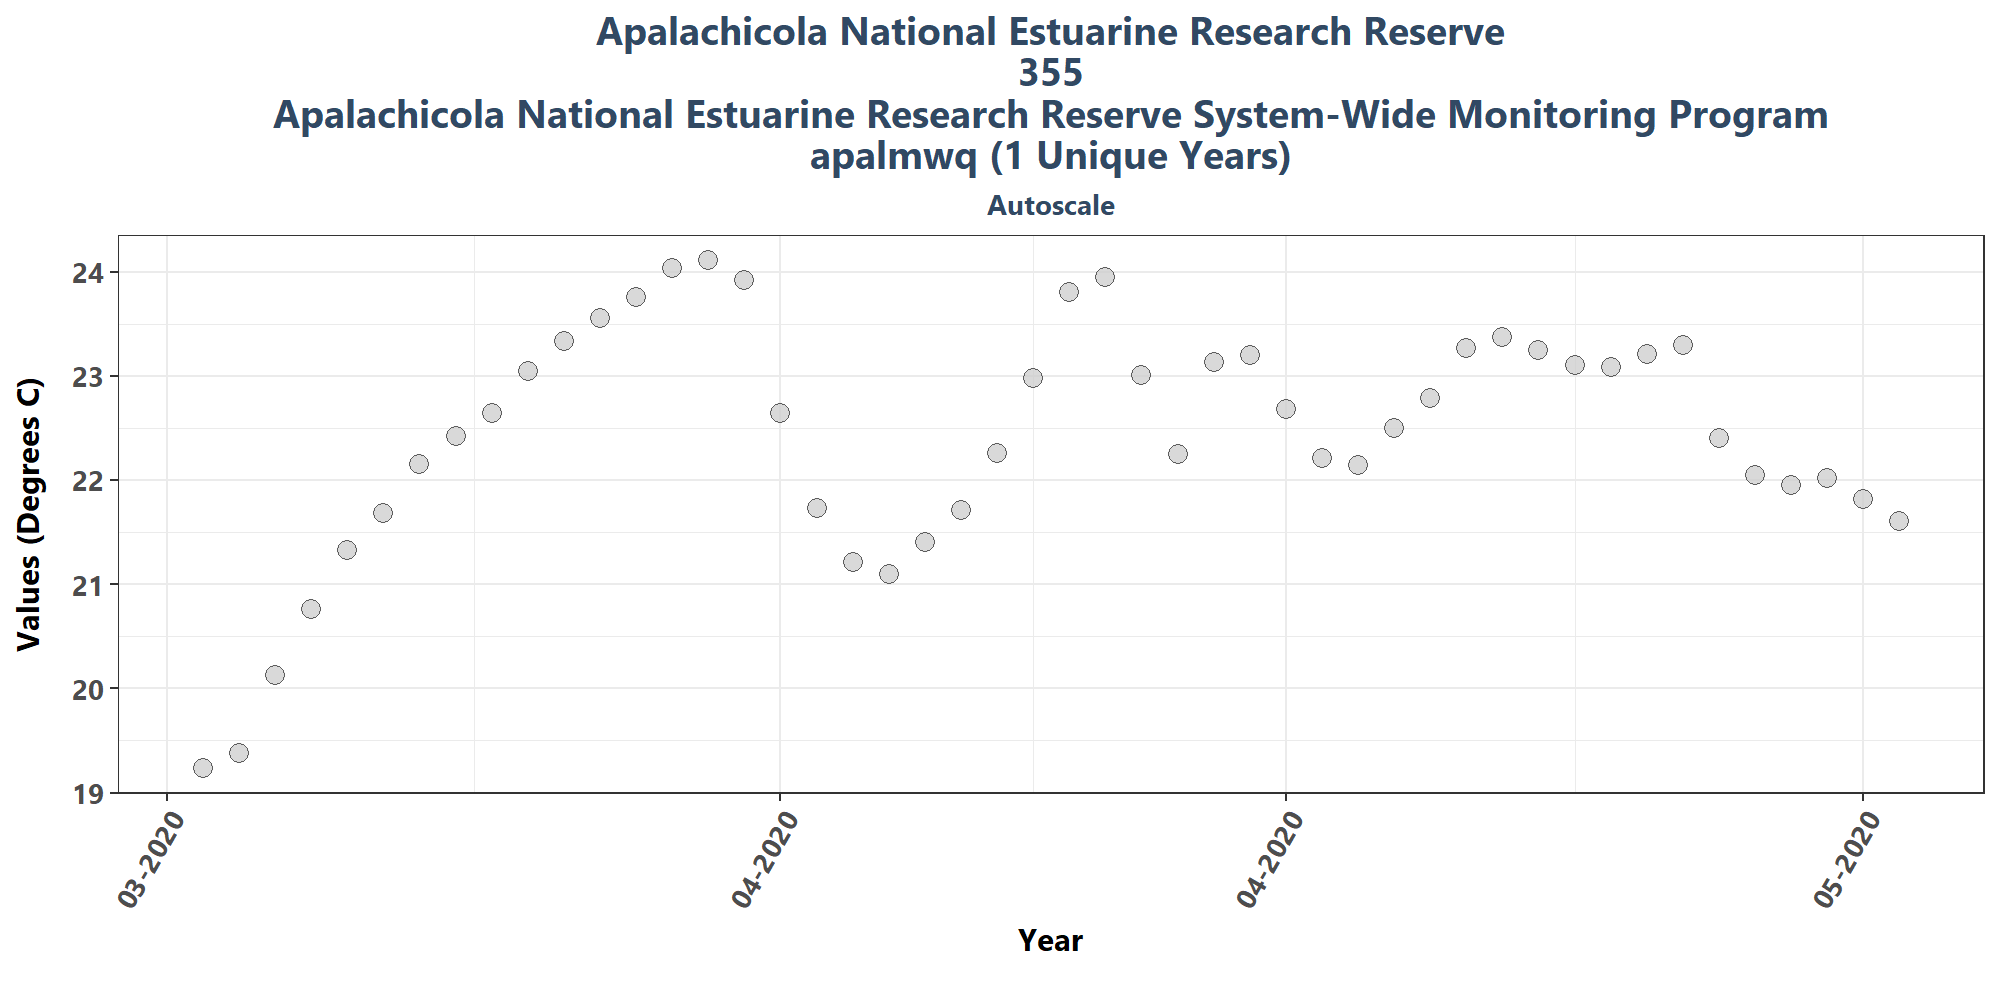 Apalachicola National Estuarine Research Reserve
355
Apalachicola National Estuarine Research Reserve System-Wide Monitoring Program
apalmwq (1 Unique Years)
Autoscale
Values (Degrees C)
24
23
22
21
20
19
03-2020
04-2020
04-2020
05-2020
Year